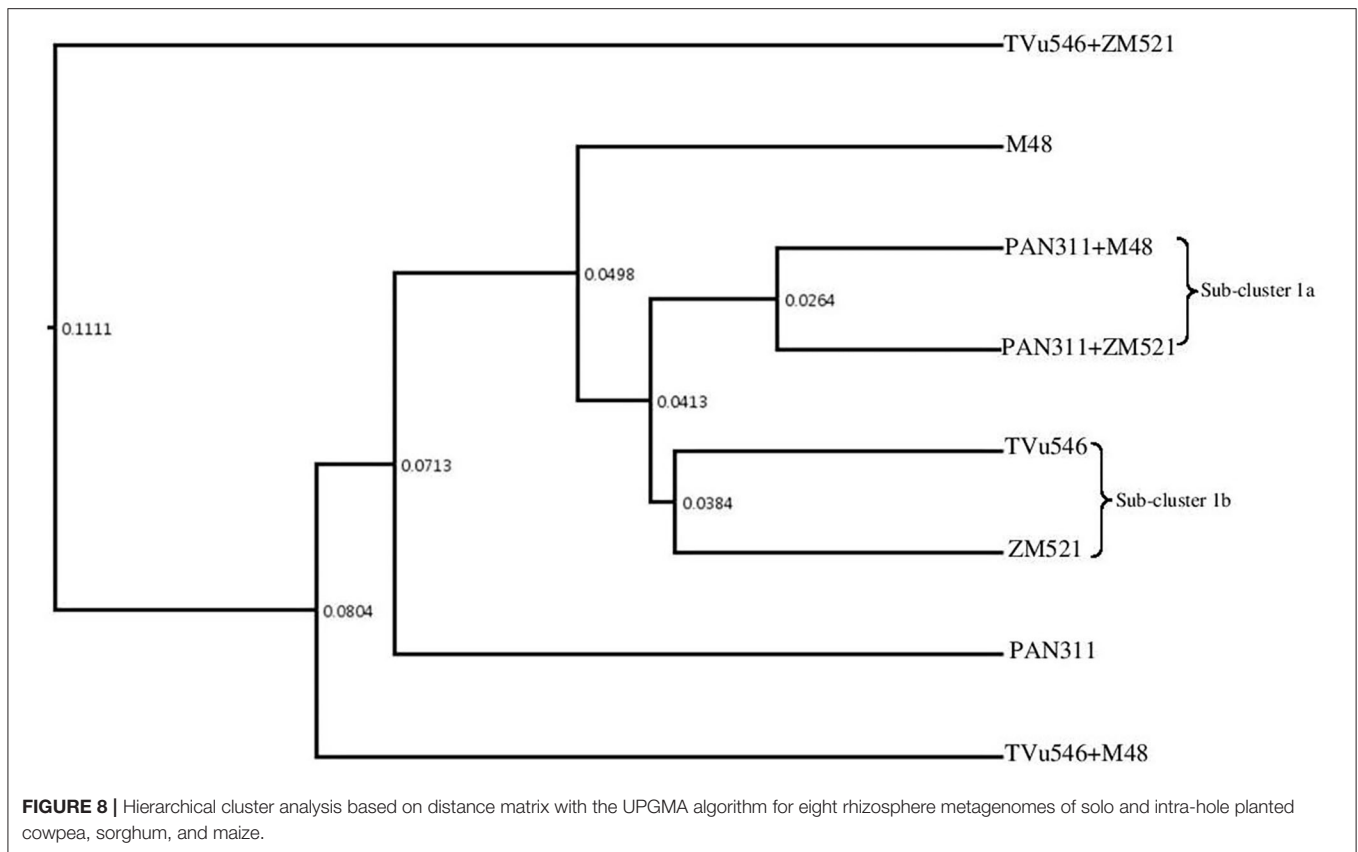 TVu546+ZM521
M48
PAN311+M48
0.0498
Sub-cluster 1a
0.0264
0.1111
PAN311+ZM521
0.0413
TVu546
0.0713
Sub-cluster 1b
0.0384
ZM521
0.0804
PAN311
TVu546+M48
FIGURE 8 | Hierarchical cluster analysis based on distance matrix with the UPGMA algorithm for eight rhizosphere metagenomes of solo and intra-hole planted
cowpea, sorghum, and maize.